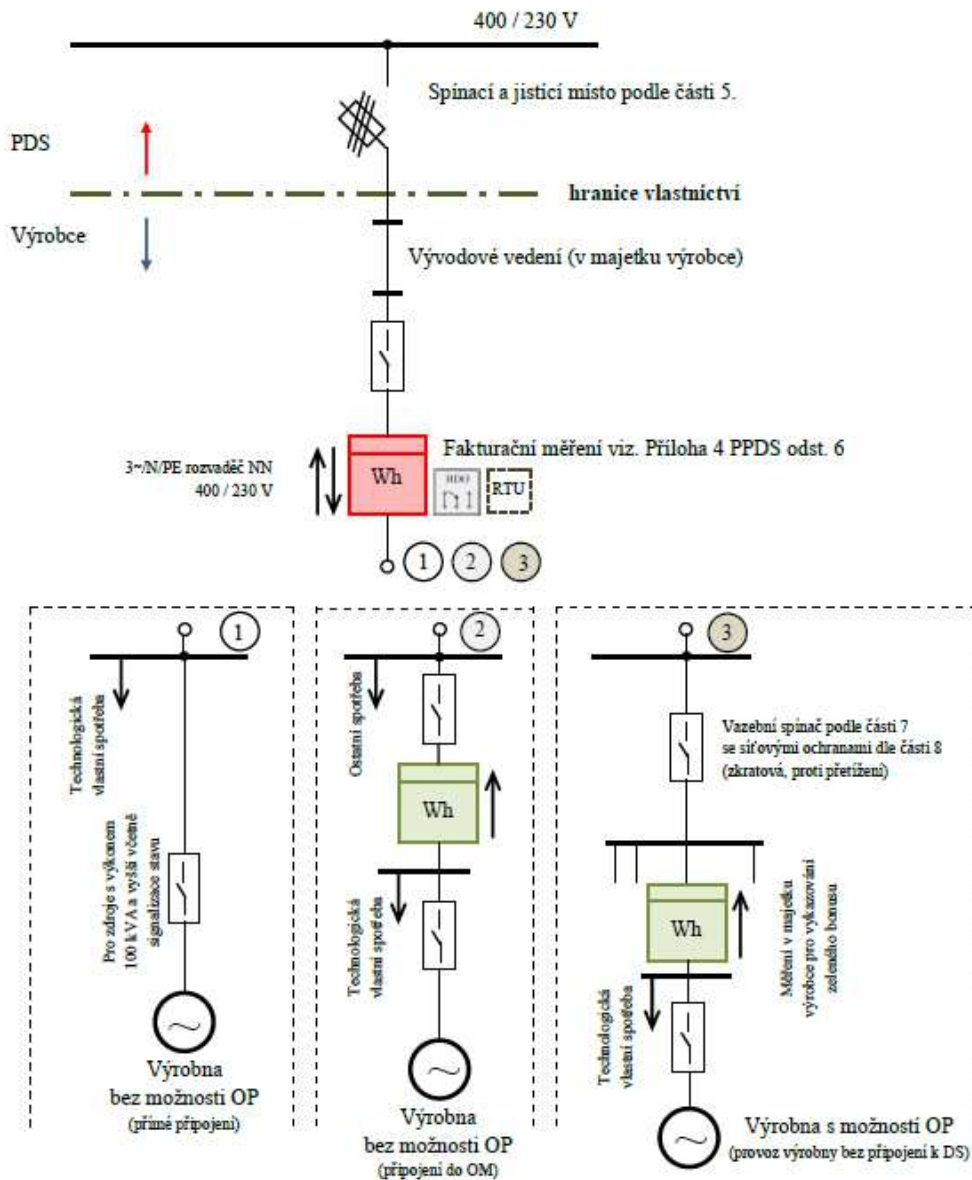 400 / 230 V
Spínací a jistící místo podle části 5.
PDS
hranice vlastnictví
Výrobce
Vývodové vedení (v majetku výrobce)
Fakturační měření viz. Příloha 4 PPDS odst. 6
3~/N/PE rozvaděč NN
400 / 230 V
Wh
HDO
RTU
1
2
3
1
Technologická
vlastní spotřeba
Pro zdroje s výkonem
100 kVA a vyšší včetně
signalizace stavu
Výrobna
bez možnosti OP
(přímé připojení)
2
Ostatní spotřeba
Wh
Technologická
vlastní spotřeba
Výrobna
bez možnosti OP
(připojení do OM)
3
Vazební spínač podle části 7
se síťovými ochranami dle části 8
(zkratová, proti přetížení)
Wh
Měření v majetku
výrobce pro vykazování
zeleného bonusu
Technologická
vlastní spotřeba
Výrobna s možností OP
(provoz výrobny bez připojení k DS)